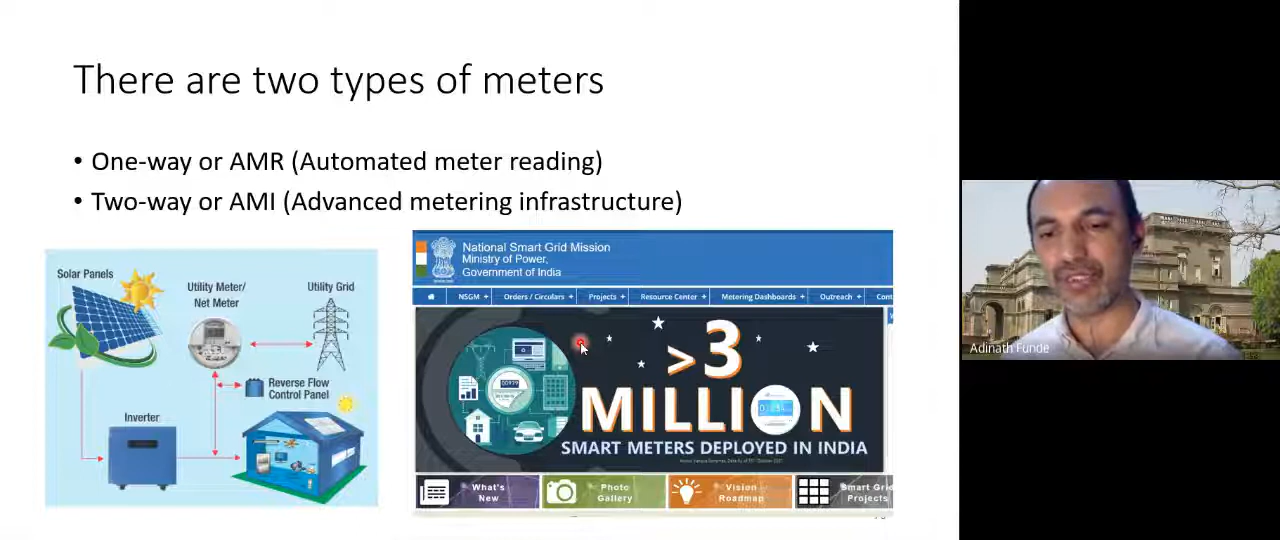 There are two types of meters
• One-way or AMR (Automated meter reading)
• Two-way or AMI (Advanced metering infrastructure)
Solar Panels
Utility Meter/
Net Meter
Utility Grid
Reverse Flow
Control Panel
Inverter
National Smart Grid Mission
Ministry of Power,
Government of India
NSGM + Orders / Circulars + Projects + Resource Center + Metering Dashboards + Outreach + Cont
>3
MILLION
SMART METERS DEPLOYED IN INDIA
What's
New
Photo
Gallery
Vision
Roadmap
Smart Grid
Projects
Adinath Funde